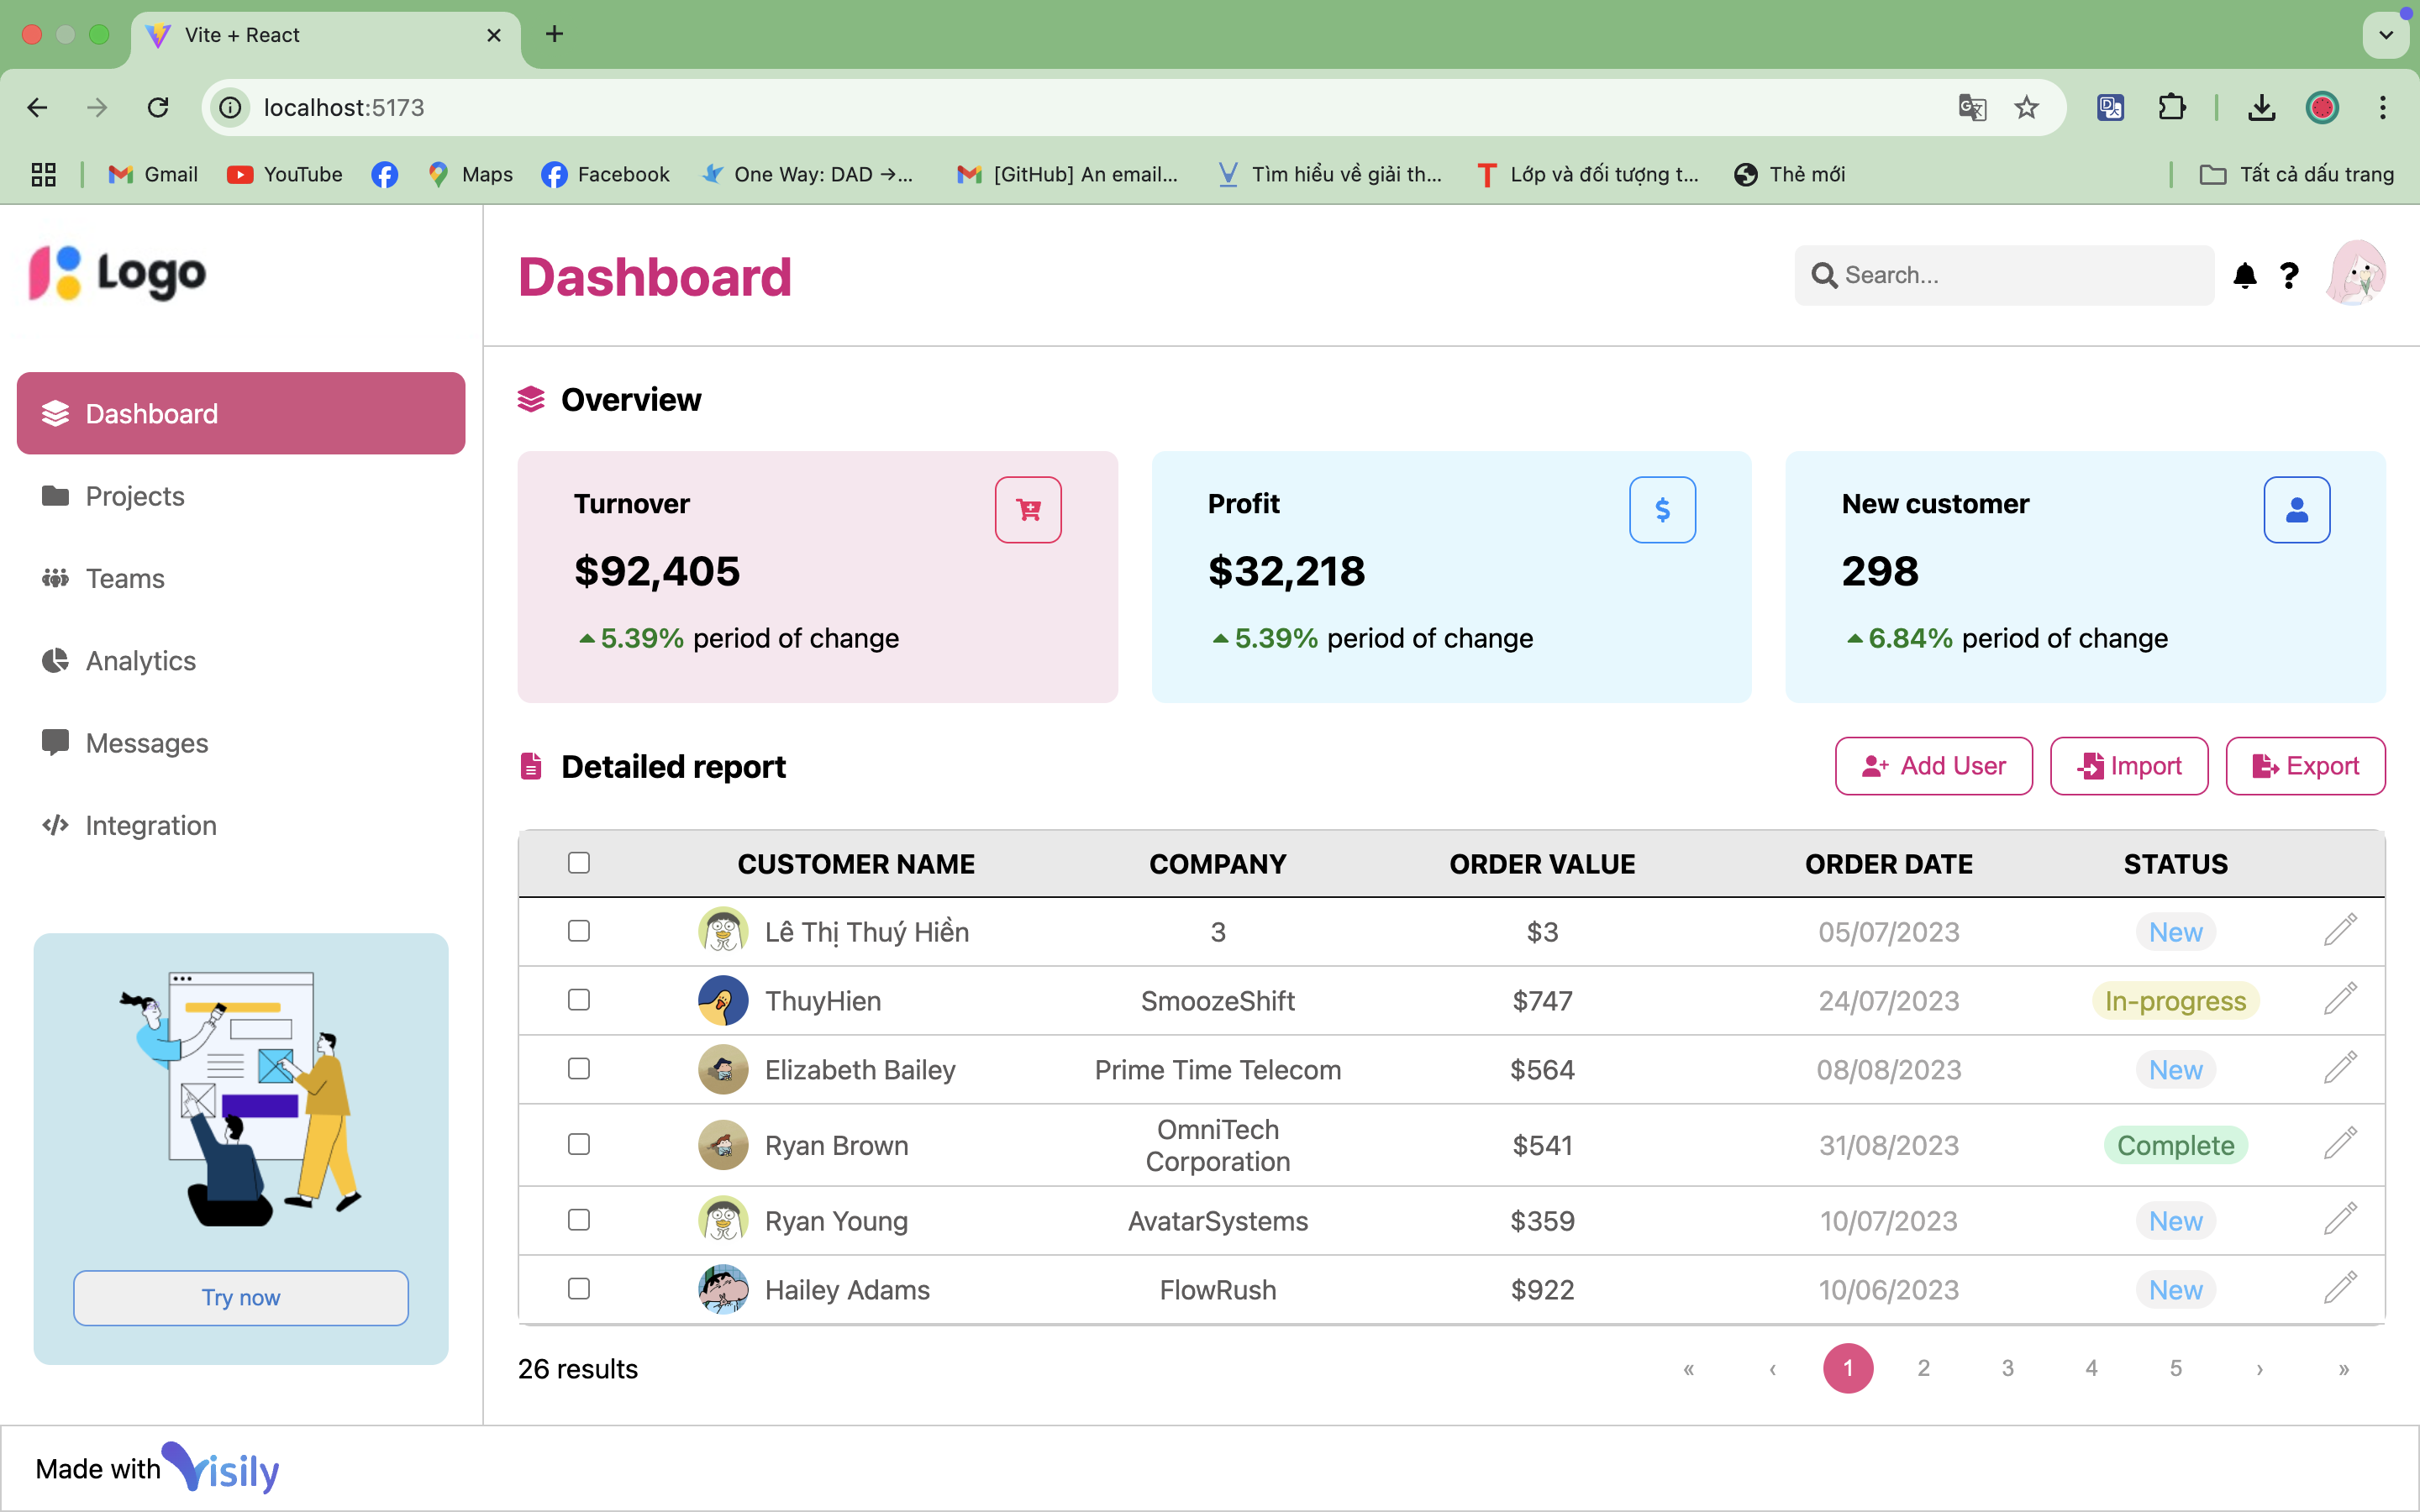 Vite + React
localhost:5173
Gmail
YouTube
Maps
Facebook
One Way: DAD →...
[GitHub] An email...
Tìm hiểu về giải th...
Lớp và đối tượng t...
Thẻ mới
Tất cả dấu trang
Logo
Dashboard
Search...
Dashboard
Projects
Teams
Analytics
Messages
Integration
Try now
Overview
Turnover
$92,405
5.39% period of change
Profit
$32,218
5.39% period of change
New customer
298
6.84% period of change
Detailed report
Add User
Import
Export
CUSTOMER NAME COMPANY ORDER VALUE ORDER DATE STATUS
Lê Thị Thuý Hiền 3 $3 05/07/2023 New
ThuyHien SmoozeShift $747 24/07/2023 In-progress
Elizabeth Bailey Prime Time Telecom $564 08/08/2023 New
Ryan Brown OmniTech Corporation $541 31/08/2023 Complete
Ryan Young AvatarSystems $359 10/07/2023 New
Hailey Adams FlowRush $922 10/06/2023 New
26 results
« ‹ 1 2 3 4 5 › »
Made with Visily